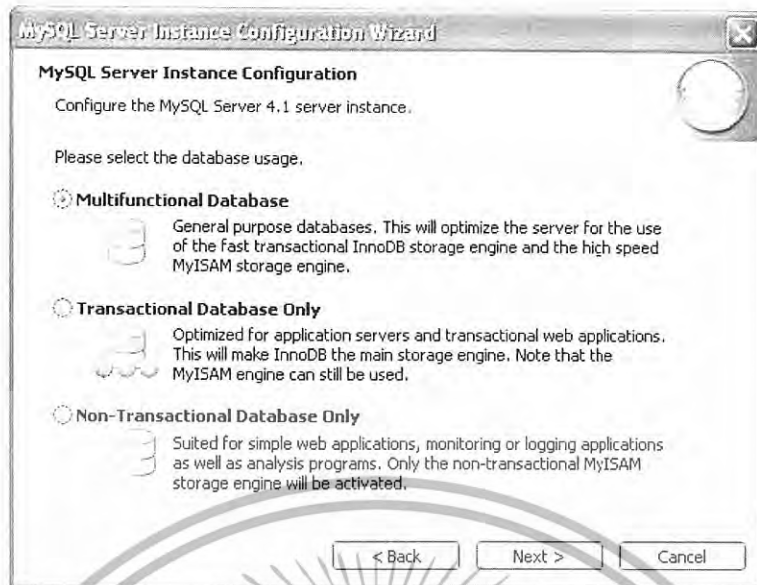 MySQL Server Instance Configuration Wizard
MySQL Server Instance Configuration
Configure the MySQL Server 4.1 server instance.
Please select the database usage.
Multifunctional Database
General purpose databases. This will optimize the server for the use
of the fast transactional InnoDB storage engine and the high speed
MyISAM storage engine.
Transactional Database Only
Optimized for application servers and transactional web applications.
This will make InnoDB the main storage engine. Note that the
MyISAM engine can still be used.
Non-Transactional Database Only
Suited for simple web applications, monitoring or logging applications
as well as analysis programs. Only the non-transactional MyISAM
storage engine will be activated.
< Back Next > Cancel